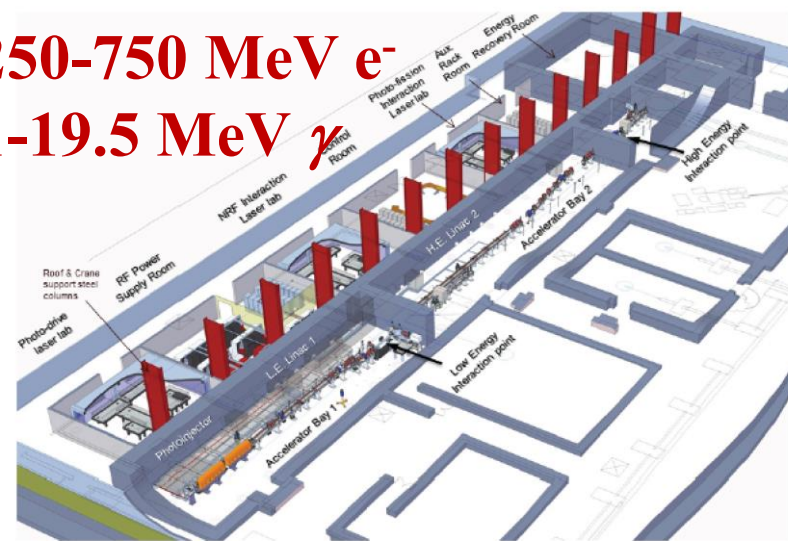 250-750 MeV e-
-19.5 MeV γ
Energy
Recovery Room
Aux
Rack
Room
Photo-fission
Interaction
Laser lab
Control
Room
NRF Interaction
Laser lab
RF Power
Supply Room
Roof & Crane
support steel
columns
Photo-drive
laser lab
High Energy
Interaction point
Accelerator Bay 2
H.E. Linac 2
Low Energy
Interaction point
L.E. Linac 1
Accelerator Bay 1
Photoinjector